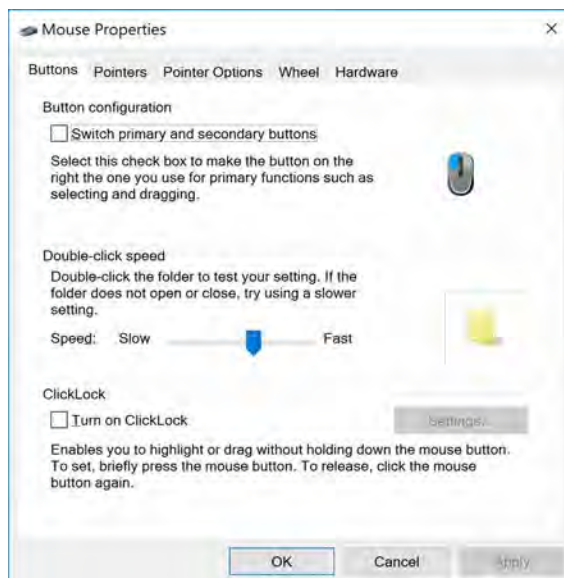 Mouse Properties
Buttons Pointers Pointer Options Wheel Hardware
Button configuration
Switch primary and secondary buttons
Select this check box to make the button on the
right the one you use for primary functions such as
selecting and dragging.
Double-click speed
Double-click the folder to test your setting. If the
folder does not open or close, try using a slower
setting.
Speed: Slow Fast
ClickLock
Turn on ClickLock Settings...
Enables you to highlight or drag without holding down the mouse button.
To set, briefly press the mouse button. To release, click the mouse
button again.
OK Cancel Apply